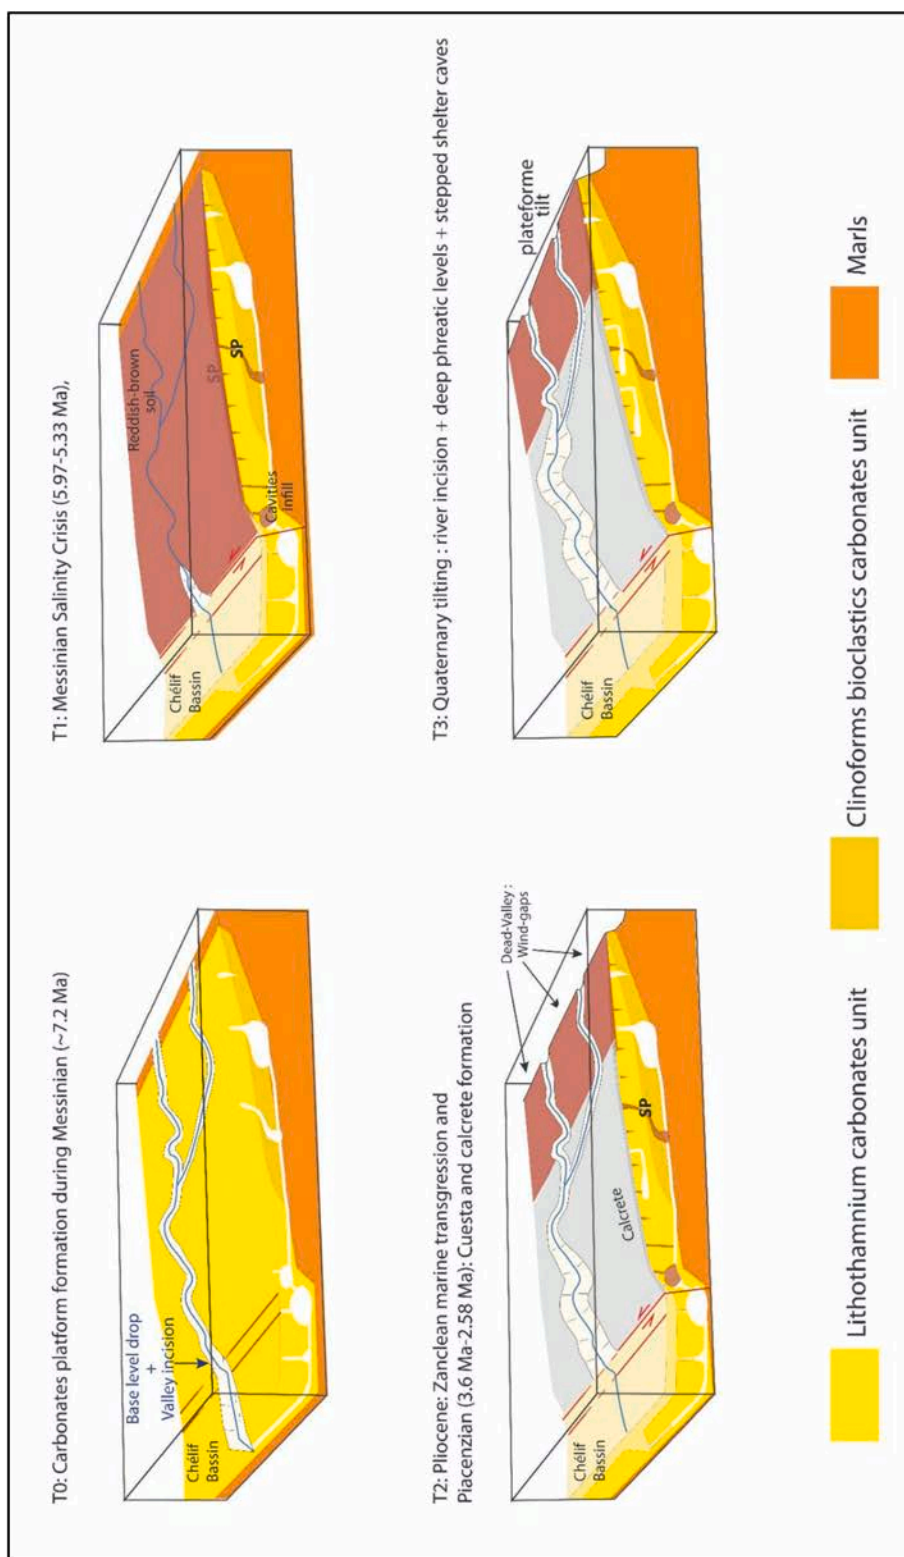 T0: Carbonates platform formation during Messinian (~7.2 Ma)
Base level drop
+
Valley incision
Chélif
Bassin
T1: Messinian Salinity Crisis (5.97-5.33 Ma),
Reddish-brown
soil
SP
SP
Cavities
infill
Chélif
Bassin
T2: Pliocene: Zanclean marine transgression and
Piacenzian (3.6 Ma-2.58 Ma): Cuesta and calcrete formation
Dead-Valley :
Wind-gaps
Calcrete
SP
Chélif
Bassin
T3: Quaternary tilting : river incision + deep phreatic levels + stepped shelter caves
plateforme
tilt
Chélif
Bassin
Lithothamnium carbonates unit
Clinoforms bioclastics carbonates unit
Marls